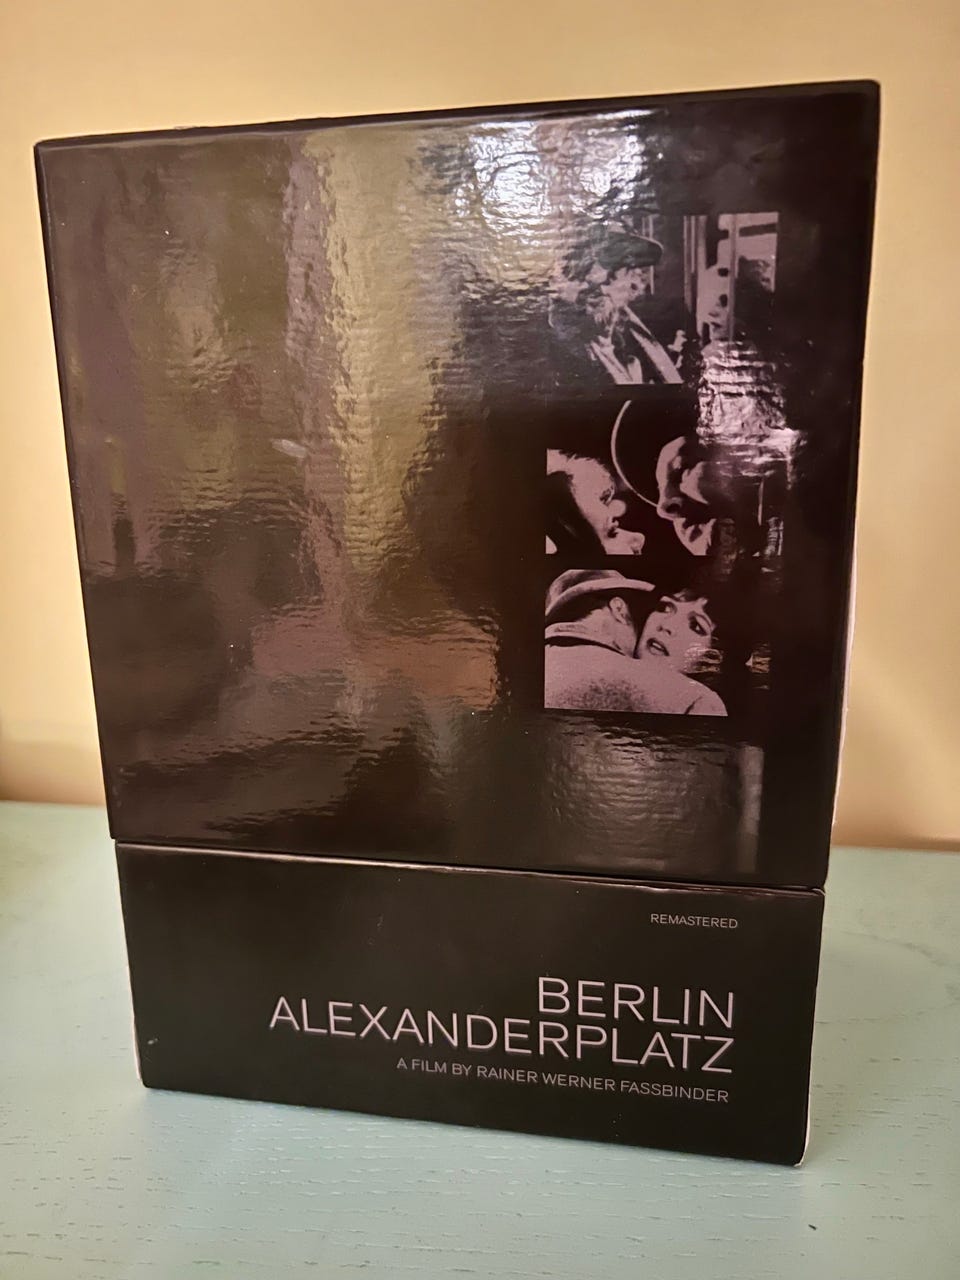 REMASTERED
BERLIN
ALEXANDERPLATZ
A FILM BY RAINER WERNER FASSBINDER